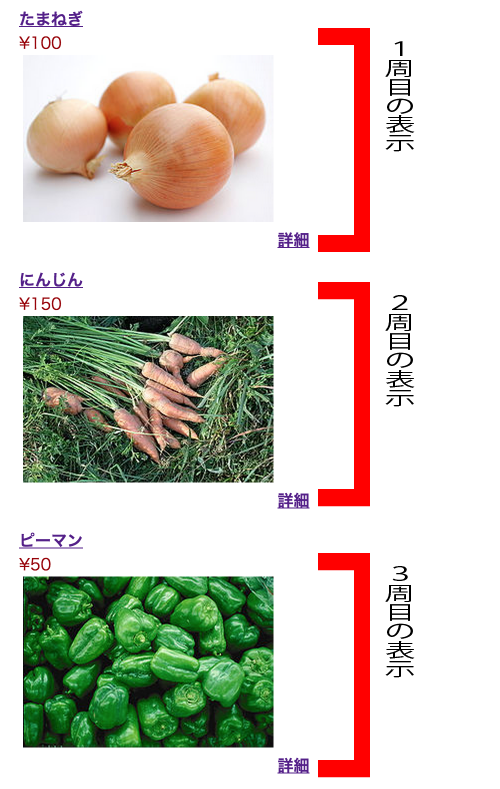 たまねぎ
¥100
詳細
1周目の表示
にんじん
¥150
詳細
2周目の表示
ピーマン
¥50
詳細
3周目の表示